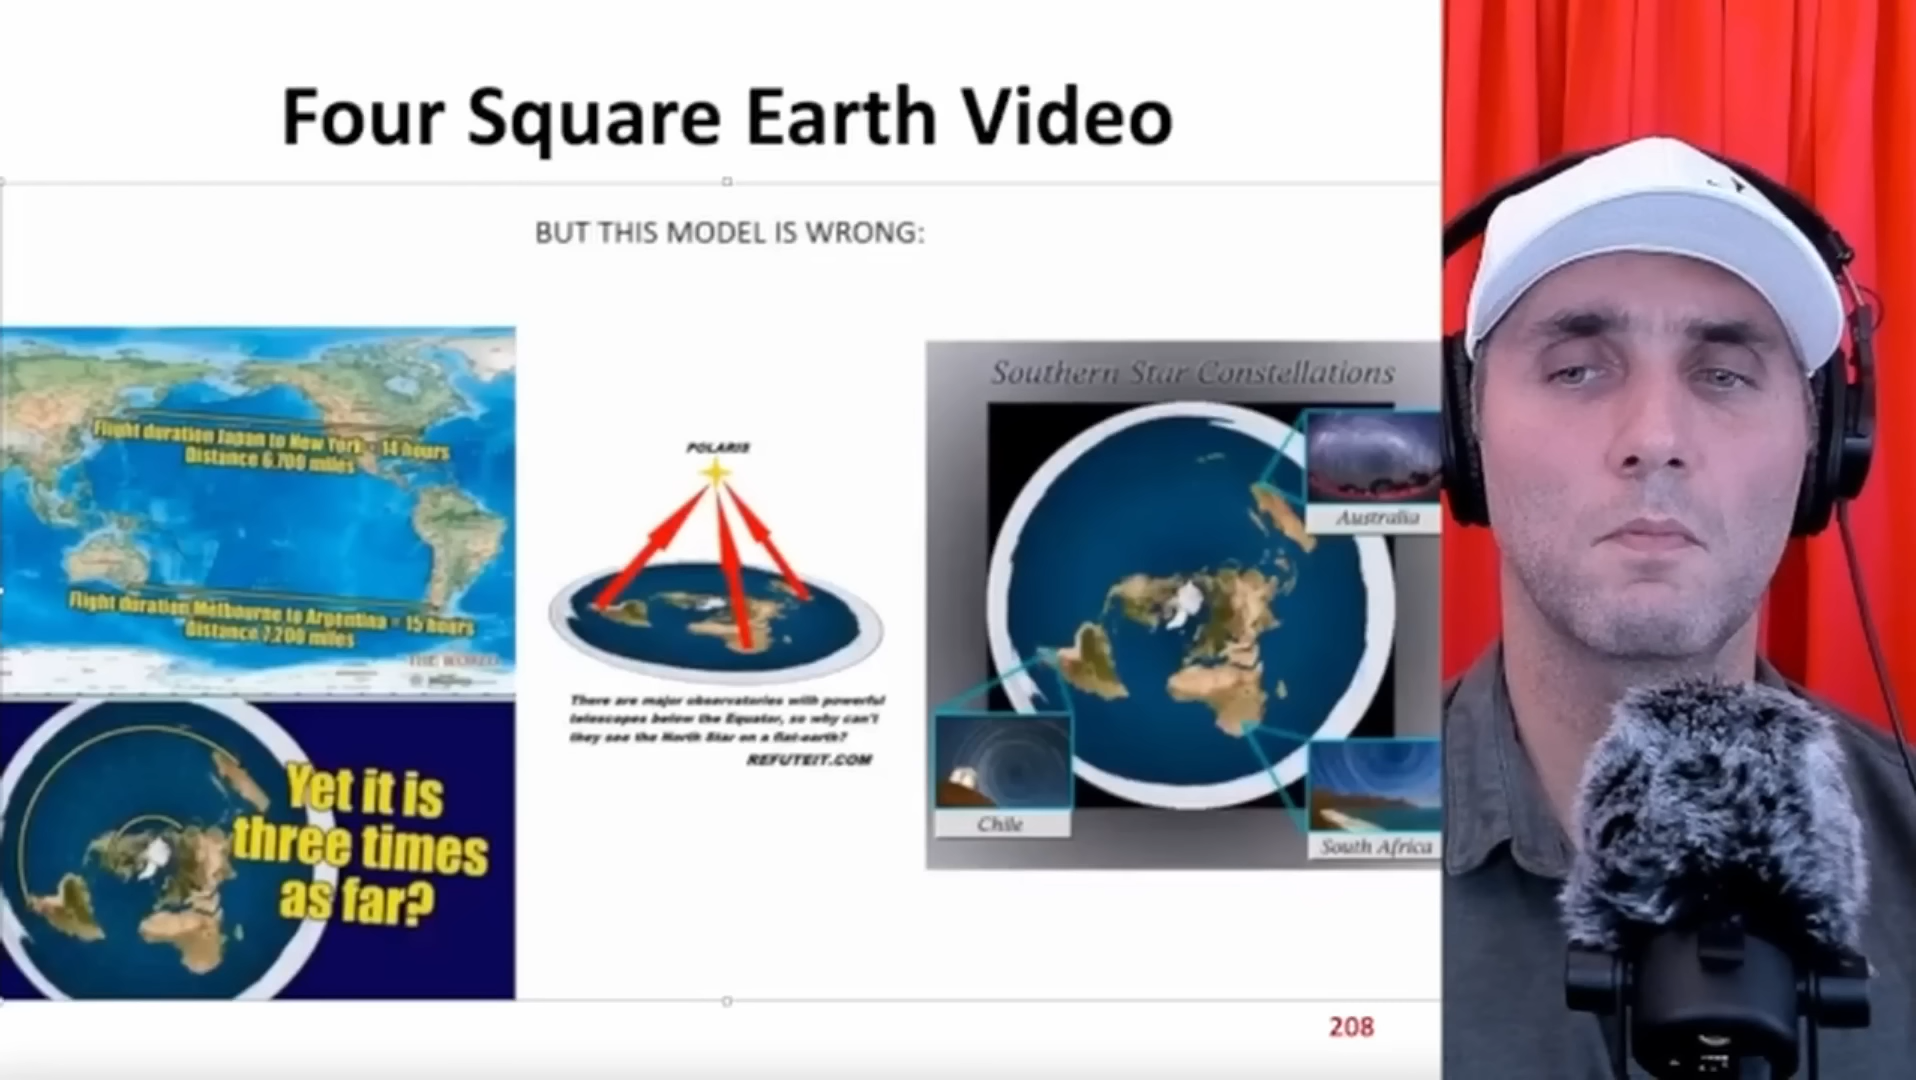 Four Square Earth Video
BUT THIS MODEL IS WRONG:
Flight duration Japan to New York - 14 hours
Distance 6,700 miles
Flight duration Melbourne to Argentina = 15 hours
Distance 7,200 miles
THE WORLD
Yet it is
three times
as far?
POLARIS
There are major observatories with powerful
telescopes below the Equator, so why can't
they see the North Star on a flat-earth?
REFUTEIT.COM
Southern Star Constellations
Australia
Chile
South Africa
208